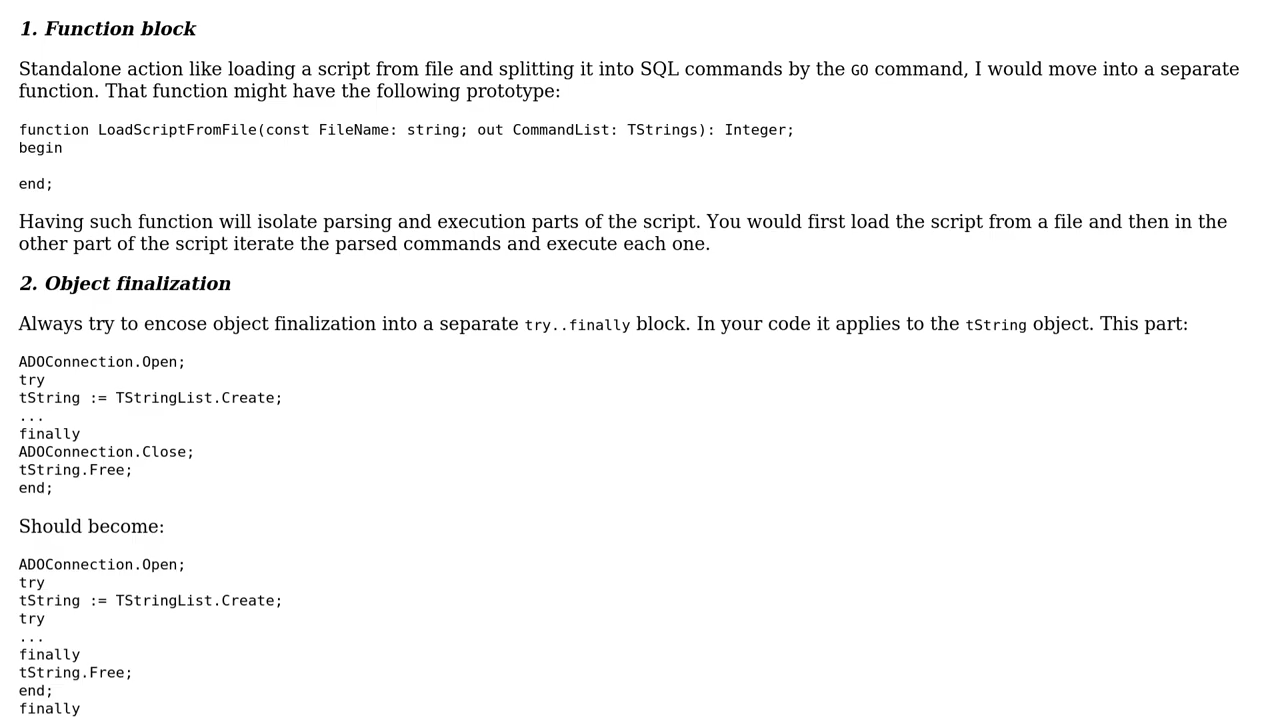 1. Function block
Standalone action like loading a script from file and splitting it into SQL commands by the GO command, I would move into a separate
function. That function might have the following prototype:
function LoadScriptFromFile(const FileName: string; out CommandList: TStrings): Integer;
begin
end;
Having such function will isolate parsing and execution parts of the script. You would first load the script from a file and then in the
other part of the script iterate the parsed commands and execute each one.
2. Object finalization
Always try to encose object finalization into a separate try..finally block. In your code it applies to the tString object. This part:
ADOConnection.Open;
try
tString := TStringList.Create;
...
finally
ADOConnection.Close;
tString.Free;
end;
Should become:
ADOConnection.Open;
try
tString := TStringList.Create;
try
...
finally
tString.Free;
end;
finally